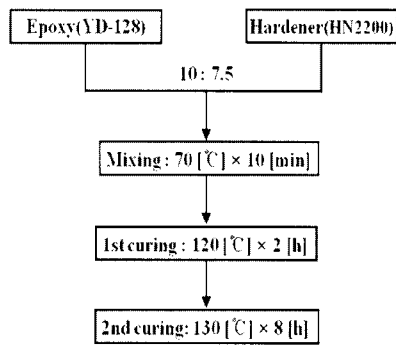 Epoxy(YD-128)
Hardener(HN2200)
10 : 7.5
Mixing : 70 [℃] × 10 [min]
1st curing : 120 [℃] × 2 [h]
2nd curing: 130 [℃] × 8 [h]